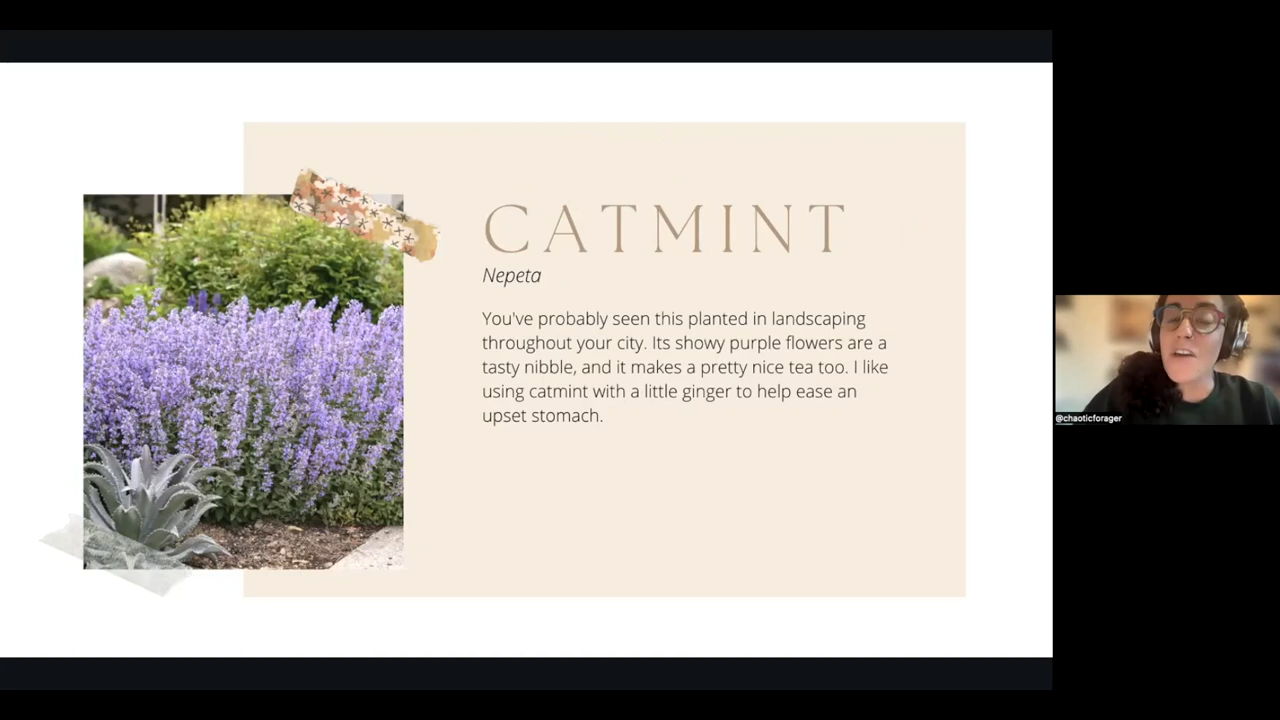 CATMINT
Nepeta
You've probably seen this planted in landscaping
throughout your city. Its showy purple flowers are a
tasty nibble, and it makes a pretty nice tea too. I like
using catmint with a little ginger to help ease an
upset stomach.
@chaoticforager